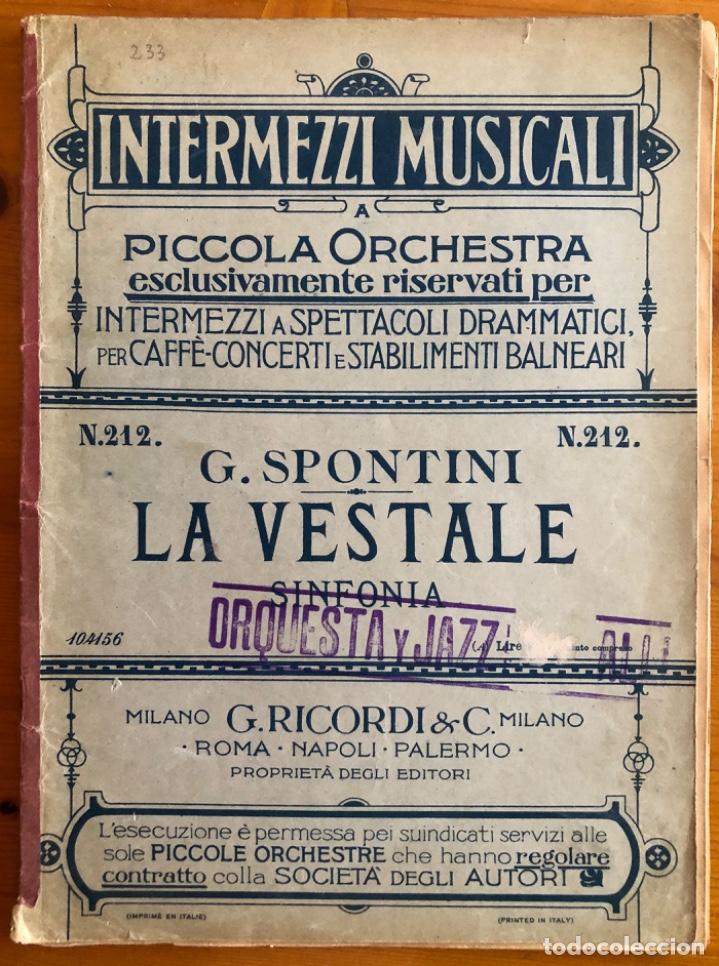 233
INTERMEZZI MUSICALI
A
PICCOLA ORCHESTRA
esclusivamente riservati per
INTERMEZZI A SPETTACOLI DRAMMATICI,
PER CAFFÈ-CONCERTI E STABILIMENTI BALNEARI
N.212. N.212.
G. SPONTINI
LA VESTALE
SINFONIA
ORQUESTA Y JAZZ
104156 (A) Lire compreso
MILANO G. RICORDI & C. MILANO
· ROMA · NAPOLI · PALERMO ·
PROPRIETÀ DEGLI EDITORI
L'esecuzione è permessa pei suindicati servizi alle
sole PICCOLE ORCHESTRE che hanno regolare
contratto colla SOCIETÀ DEGLI AUTORI
(IMPRIMÉ EN ITALIE) (PRINTED IN ITALY)
todocoleccion.net